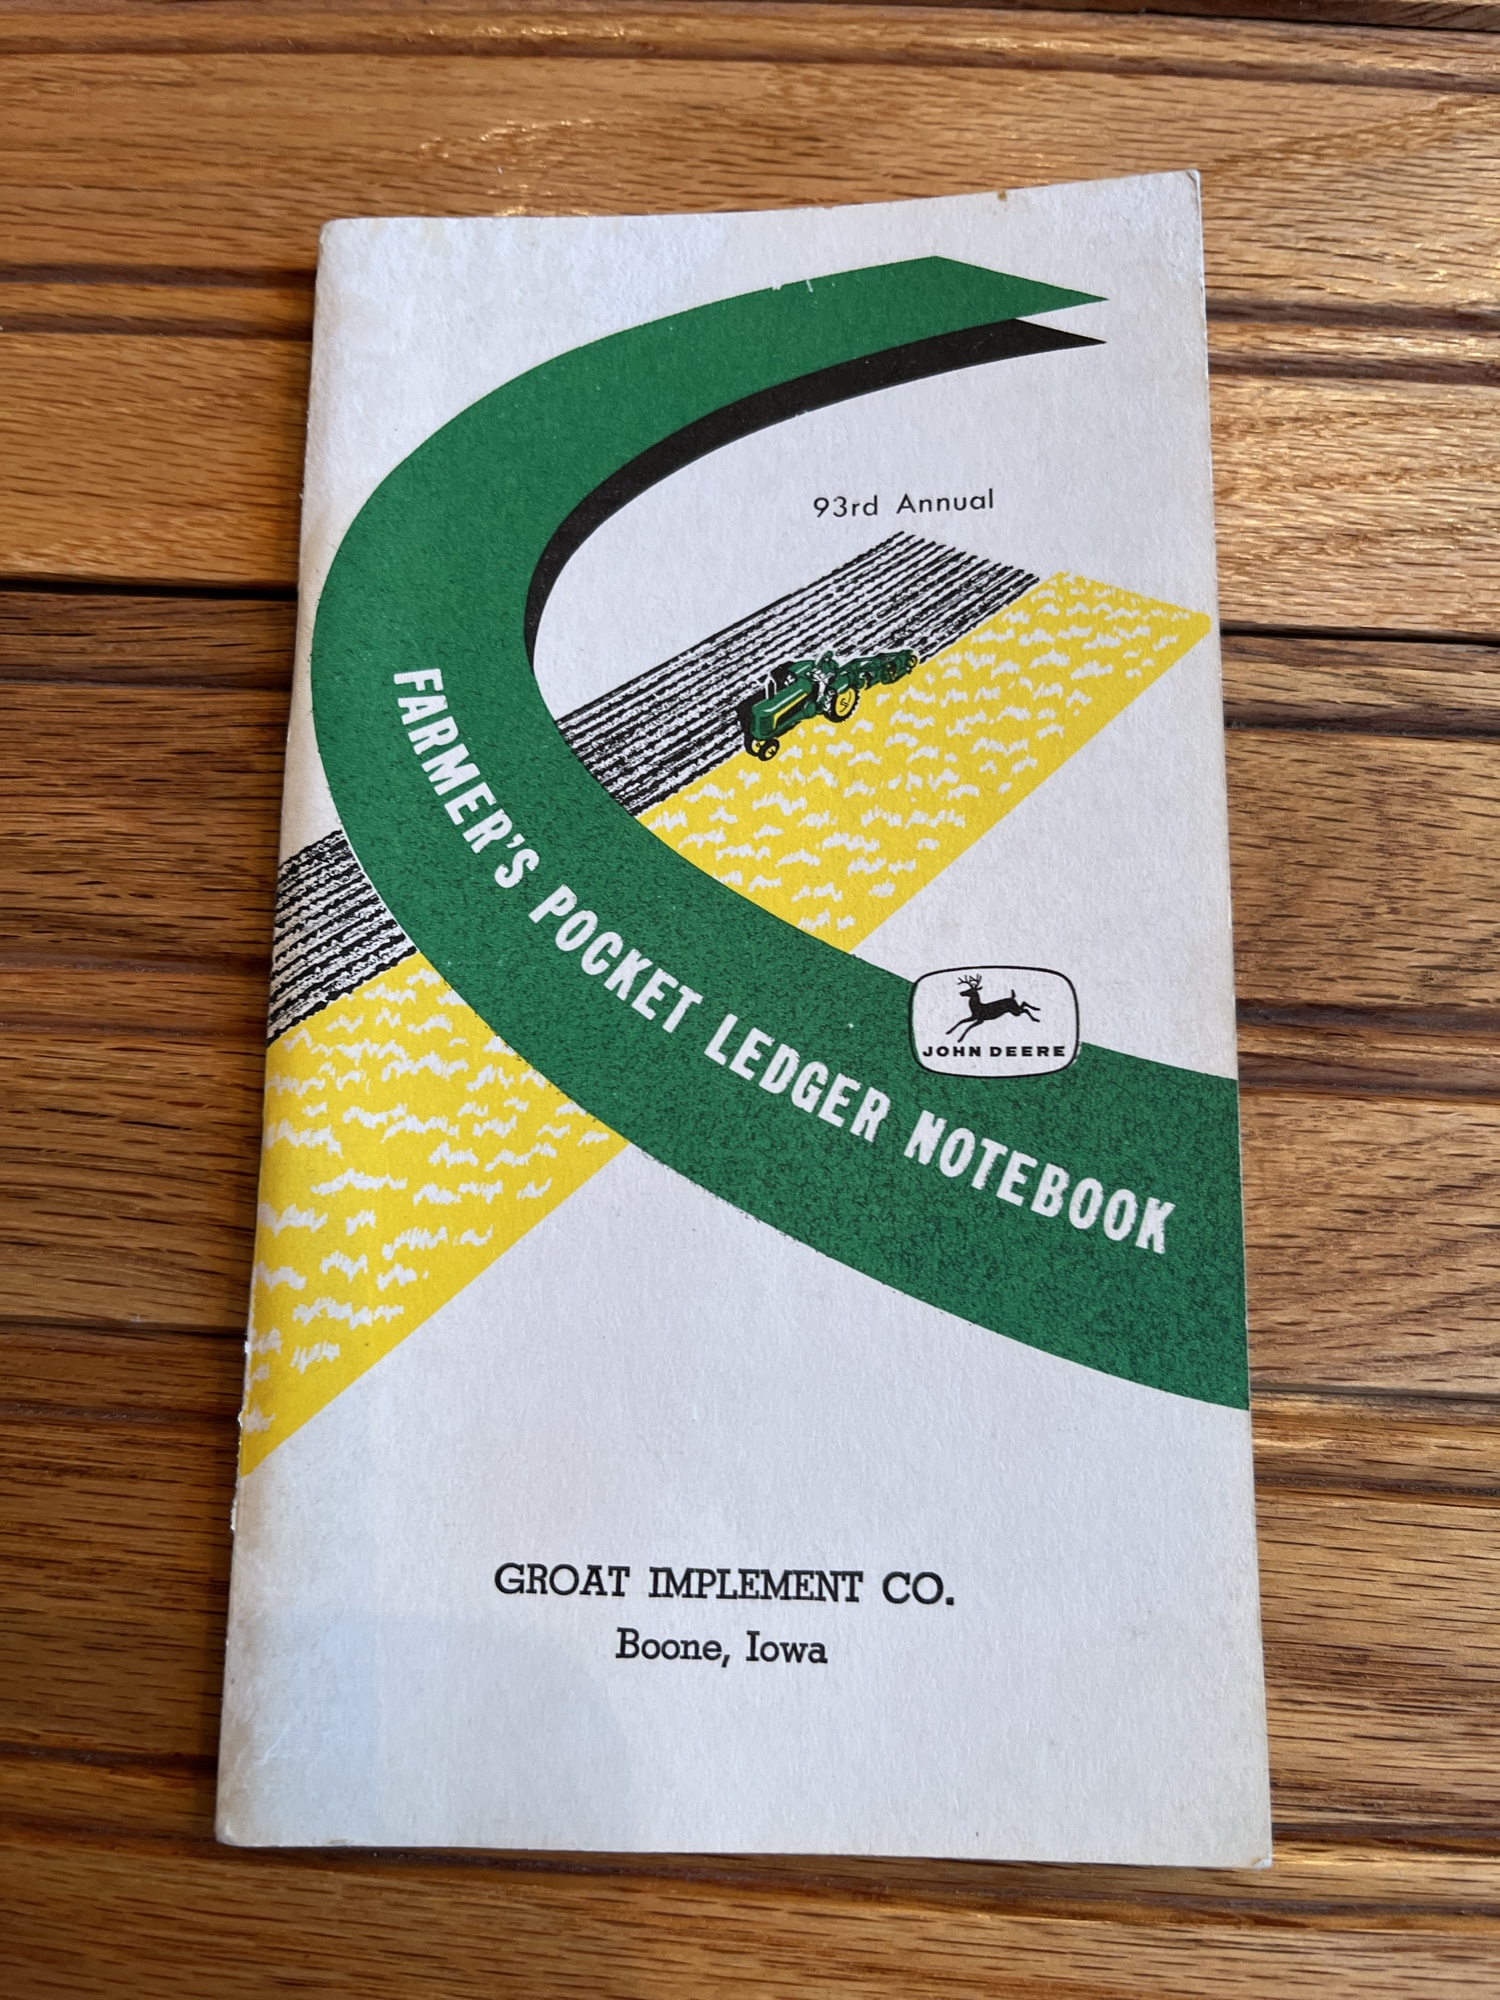 93rd Annual
FARMER'S POCKET LEDGER NOTEBOOK
JOHN DEERE
GROAT IMPLEMENT CO.
Boone, Iowa